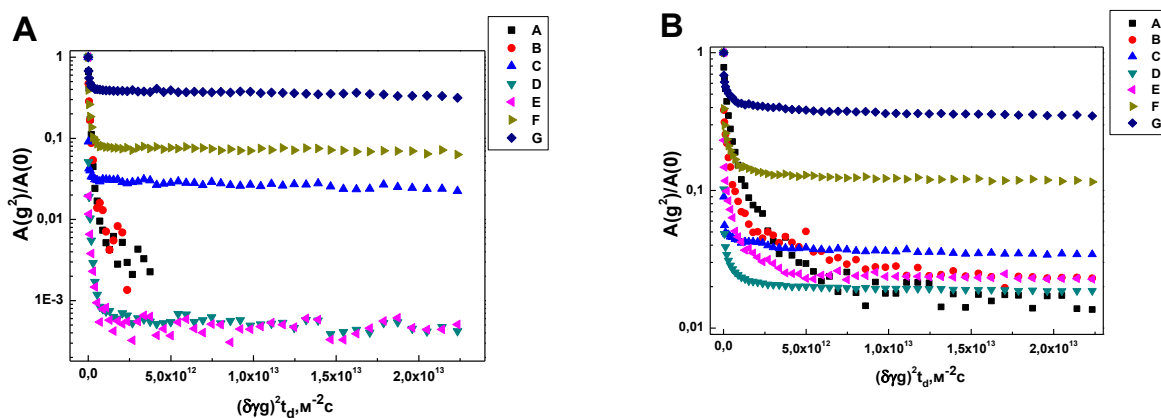 A
A(g²)/A(0)
1
0,1
0,01
1E-3
0,0
5,0x10¹²
1,0x10¹³
1,5x10¹³
2,0x10¹³
(δγg)²t_d,м⁻²с
A
B
C
D
E
F
G
B
A(g²)/A(0)
1
0,1
0,01
0,0
5,0x10¹²
1,0x10¹³
1,5x10¹³
2,0x10¹³
(δγg)²t_d,м⁻²с
A
B
C
D
E
F
G